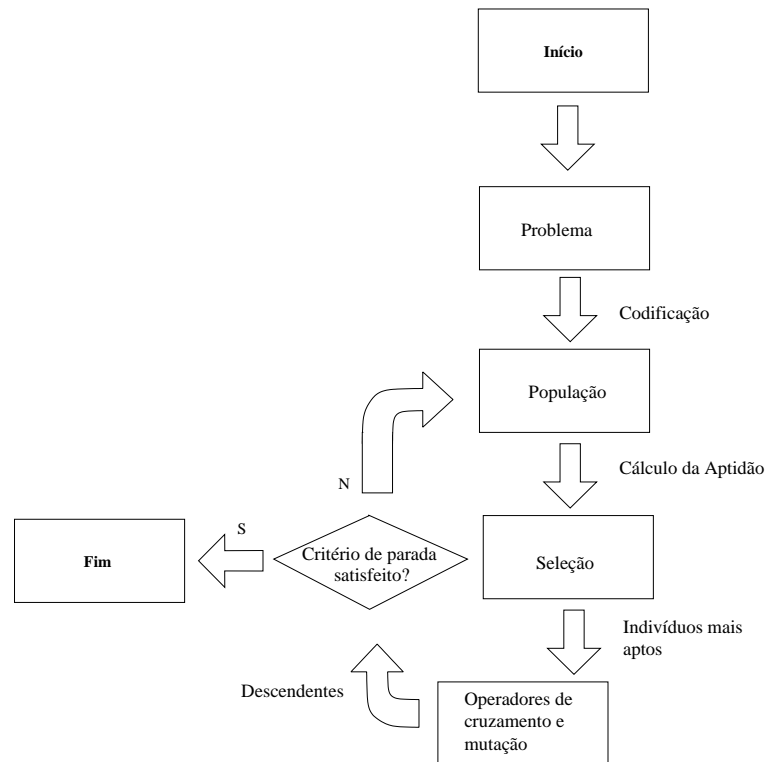 Início
Problema
Codificação
População
Cálculo da Aptidão
N
S
Fim
Critério de parada
satisfeito?
Seleção
Indivíduos mais
aptos
Descendentes
Operadores de
cruzamento e
mutação